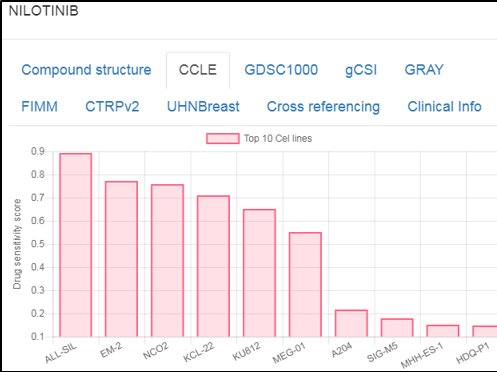 NILOTINIB
Compound structure CCLE GDSC1000 gCSI GRAY
FIMM CTRPv2 UHNBreast Cross referencing Clinical Info
Top 10 Cel lines
Drug sensitivity score
0.9
0.8
0.7
0.6
0.5
0.4
0.3
0.2
0.1
ALL-SIL EM-2 NCO2 KCL-22 KU812 MEG-01 A204 SIG-M5 MHH-ES-1 HDQ-P1